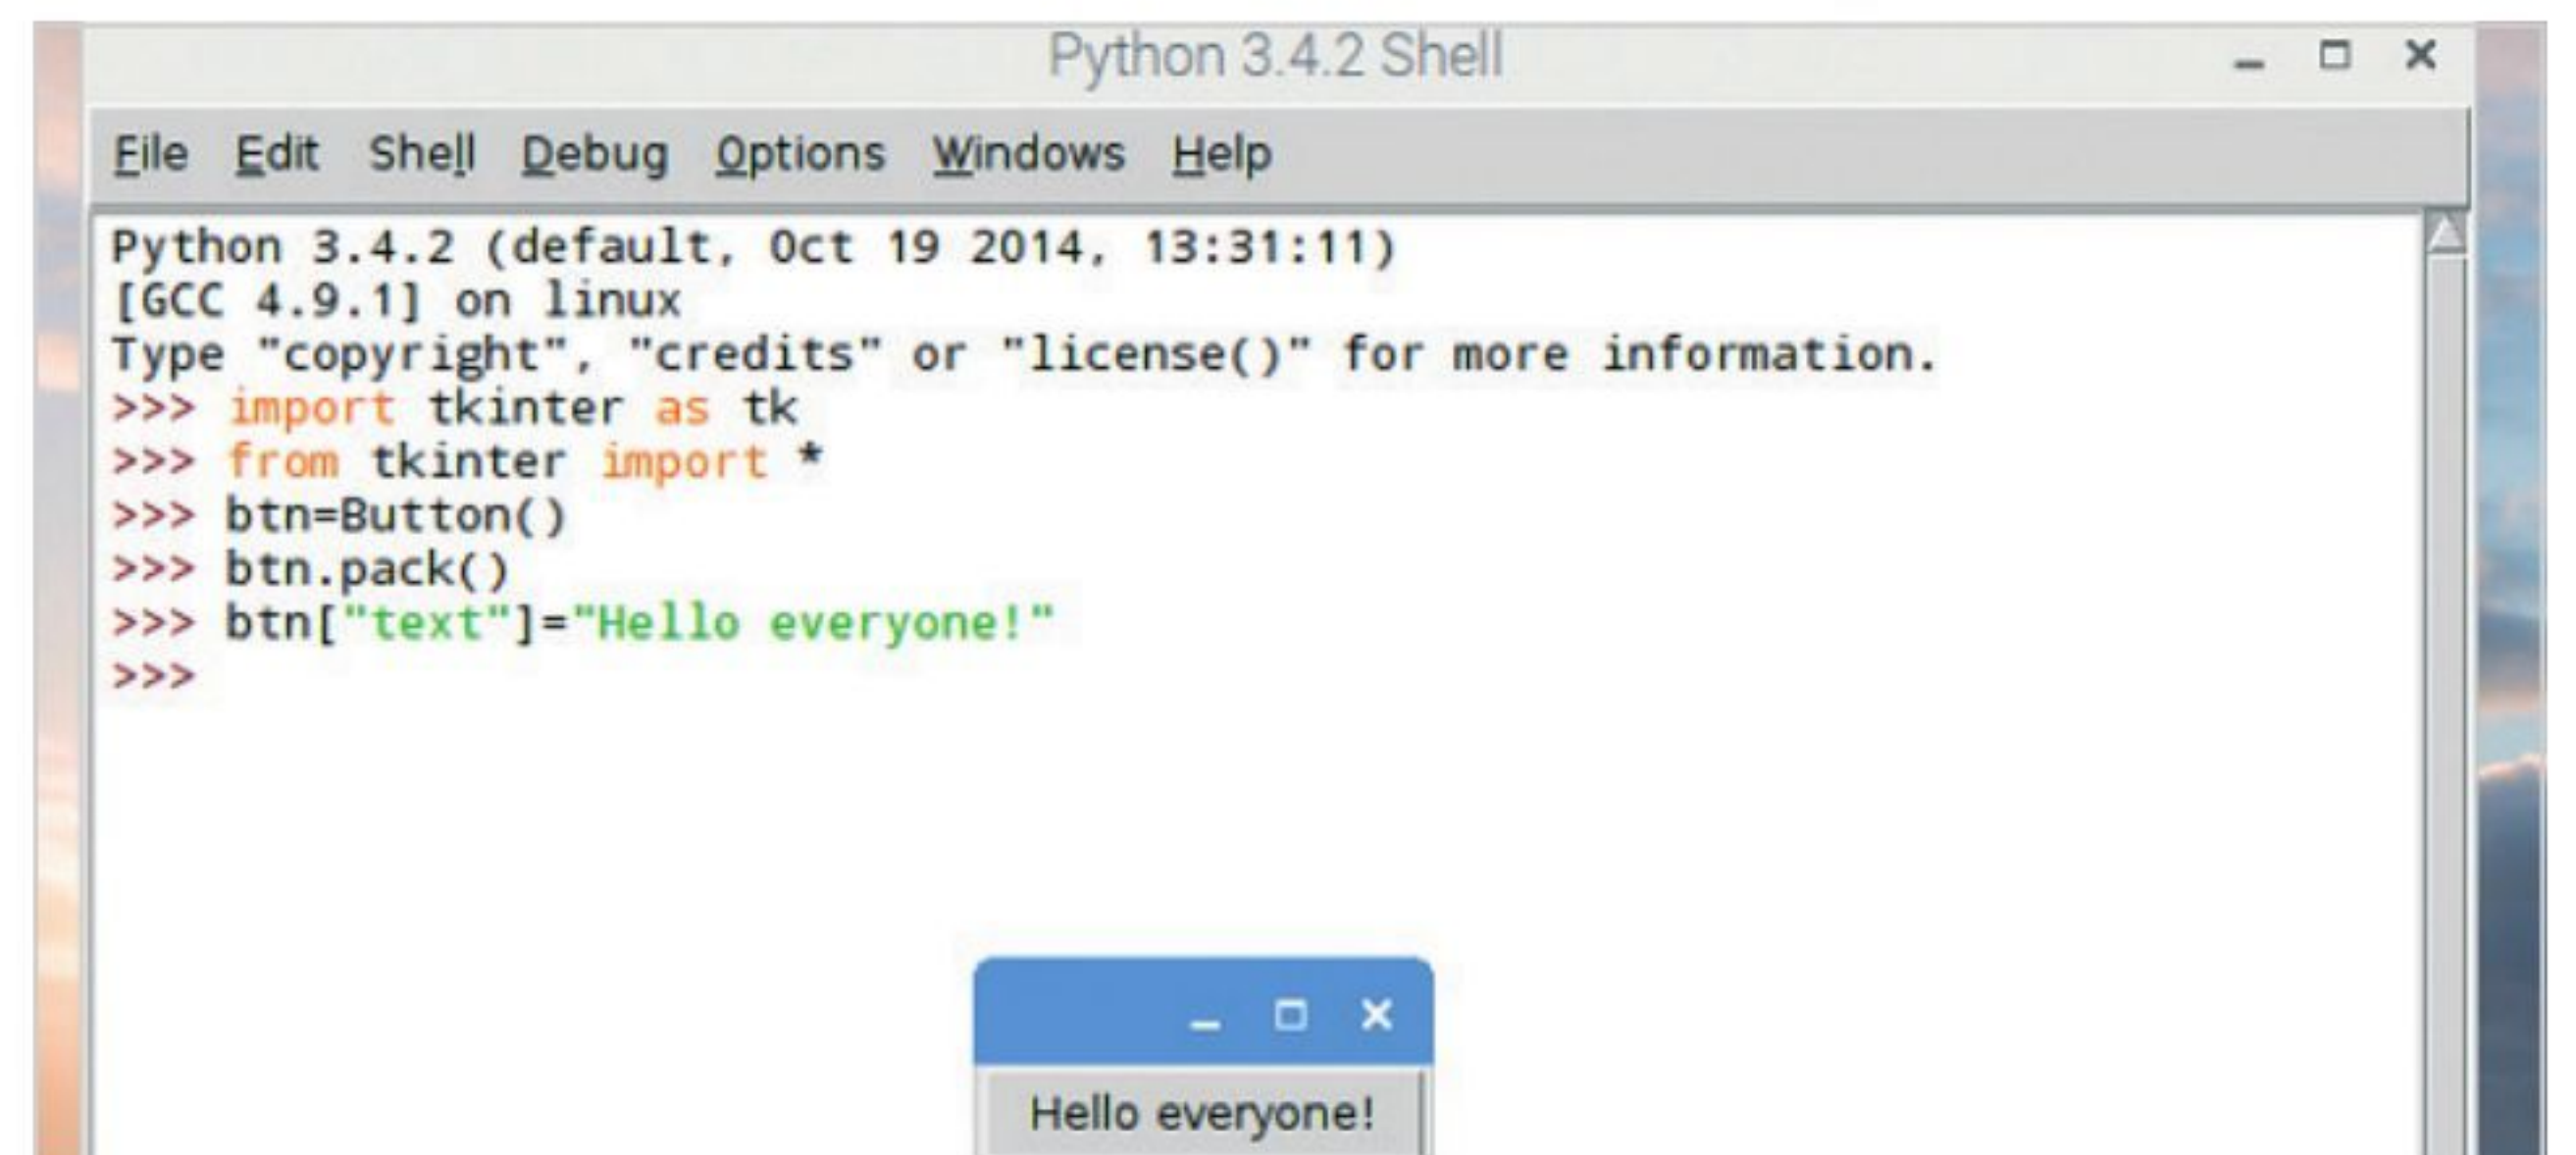 Python 3.4.2 Shell
File Edit Shell Debug Options Windows Help
Python 3.4.2 (default, Oct 19 2014, 13:31:11)
[GCC 4.9.1] on linux
Type "copyright", "credits" or "license()" for more information.
>>> import tkinter as tk
>>> from tkinter import *
>>> btn=Button()
>>> btn.pack()
>>> btn["text"]="Hello everyone!"
>>>
Hello everyone!